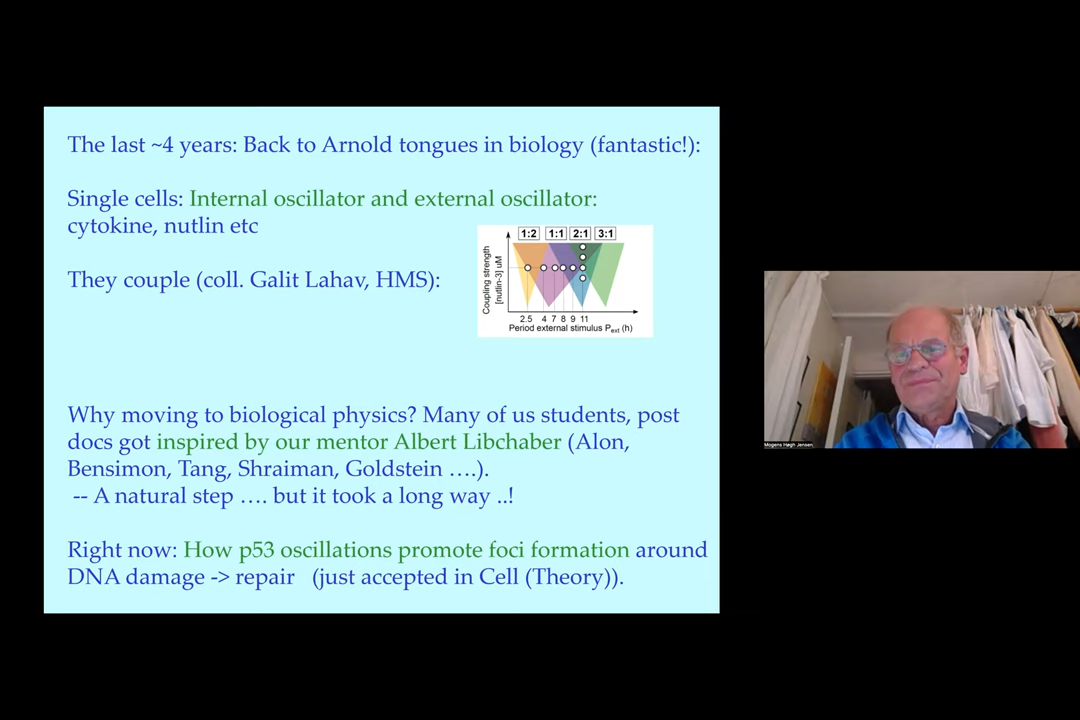 The last ~4 years: Back to Arnold tongues in biology (fantastic!):
Single cells: Internal oscillator and external oscillator:
cytokine, nutlin etc
They couple (coll. Galit Lahav, HMS):
1:2 1:1 2:1 3:1
Coupling strength
[nutlin-3] uM
2.5 4 7 8 9 11
Period external stimulus Pext (h)
Why moving to biological physics? Many of us students, post
docs got inspired by our mentor Albert Libchaber (Alon,
Bensimon, Tang, Shraiman, Goldstein ….).
-- A natural step …. but it took a long way ..!
Right now: How p53 oscillations promote foci formation around
DNA damage -> repair (just accepted in Cell (Theory)).
Mogens Høgh Jensen,